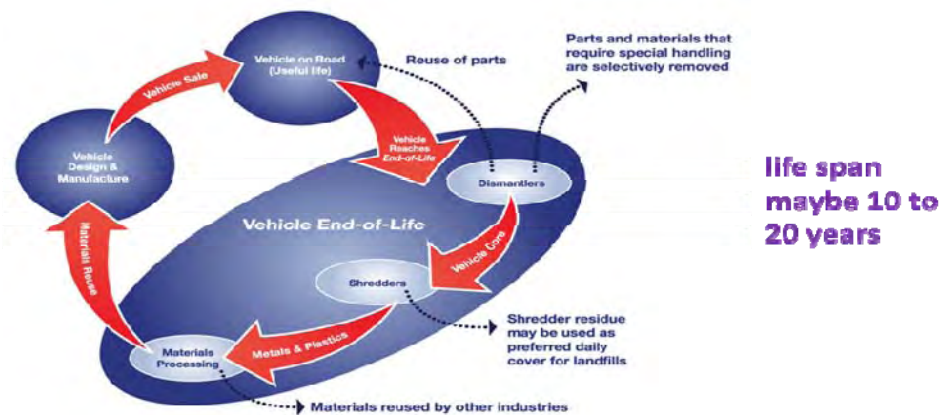 Vehicle on Road
(Useful life)
Reuse of parts
Parts and materials that
require special handling
are selectively removed
Vehicle Sale
Vehicle
Design &
Manufacture
Vehicle
Reaches
End-of-Life
Dismantlers
life span
maybe 10 to
20 years
Vehicle End-of-Life
Vehicle Core
Materials Reuse
Shredders
Shredder residue
may be used as
preferred daily
cover for landfills
Metals & Plastics
Materials
Processing
Materials reused by other industries